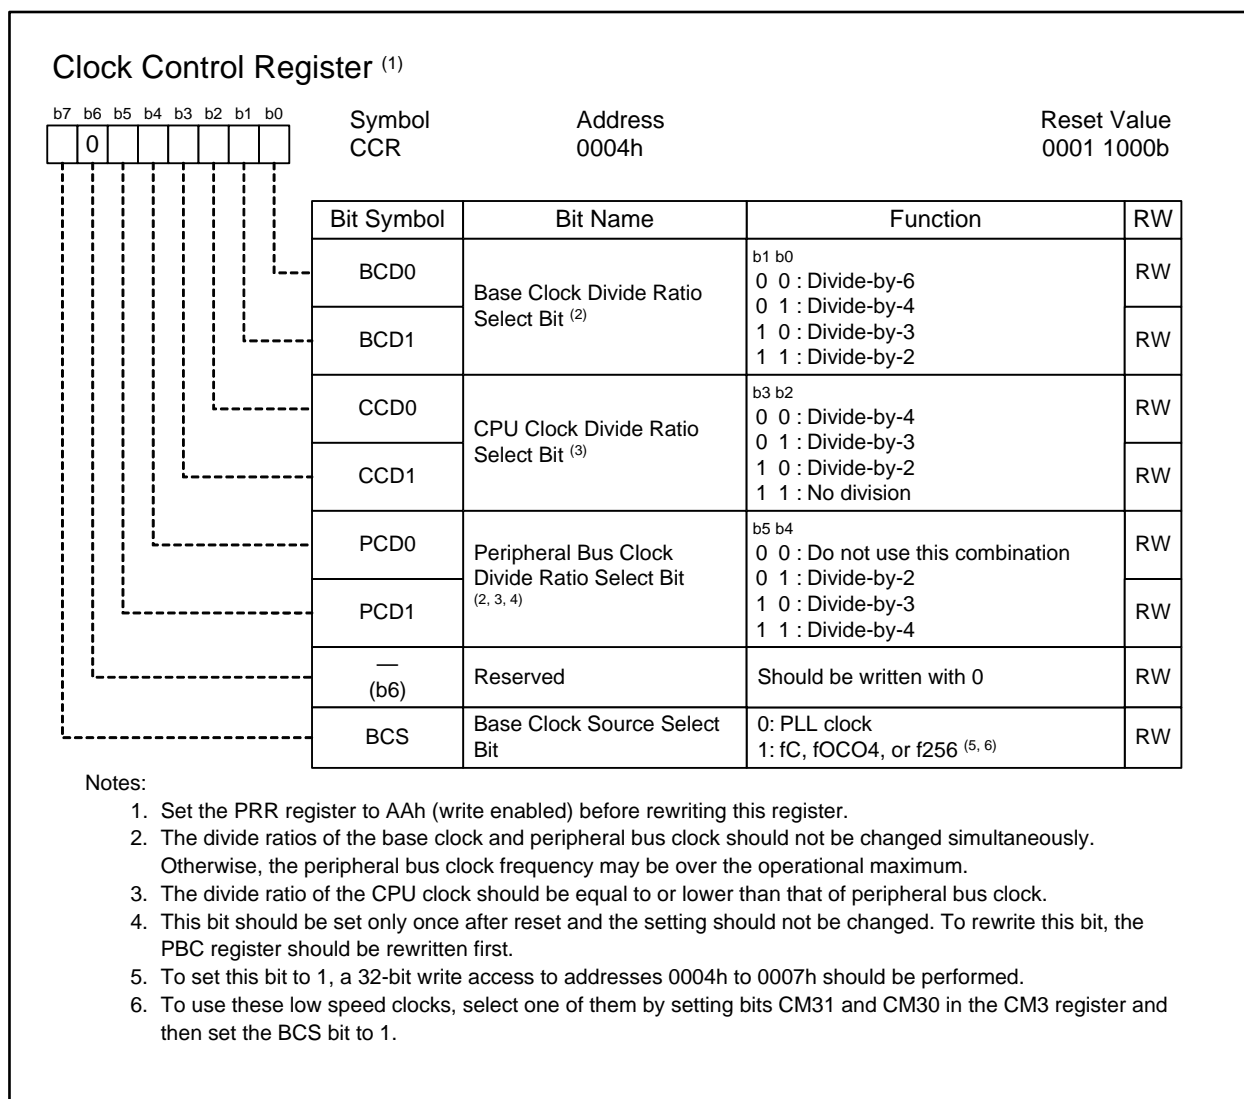 Clock Control Register (1)
b7 b6 b5 b4 b3 b2 b1 b0
0
Symbol Address Reset Value
CCR 0004h 0001 1000b
Bit Symbol Bit Name Function RW
BCD0
BCD1
Base Clock Divide Ratio
Select Bit (2)
b1 b0
0 0 : Divide-by-6
0 1 : Divide-by-4
1 0 : Divide-by-3
1 1 : Divide-by-2
RW
RW
CCD0
CCD1
CPU Clock Divide Ratio
Select Bit (3)
b3 b2
0 0 : Divide-by-4
0 1 : Divide-by-3
1 0 : Divide-by-2
1 1 : No division
RW
RW
PCD0
PCD1
Peripheral Bus Clock
Divide Ratio Select Bit
(2, 3, 4)
b5 b4
0 0 : Do not use this combination
0 1 : Divide-by-2
1 0 : Divide-by-3
1 1 : Divide-by-4
RW
RW
—
(b6)
Reserved
Should be written with 0
RW
BCS
Base Clock Source Select
Bit
0: PLL clock
1: fC, fOCO4, or f256 (5, 6)
RW
Notes:
1. Set the PRR register to AAh (write enabled) before rewriting this register.
2. The divide ratios of the base clock and peripheral bus clock should not be changed simultaneously.
Otherwise, the peripheral bus clock frequency may be over the operational maximum.
3. The divide ratio of the CPU clock should be equal to or lower than that of peripheral bus clock.
4. This bit should be set only once after reset and the setting should not be changed. To rewrite this bit, the
PBC register should be rewritten first.
5. To set this bit to 1, a 32-bit write access to addresses 0004h to 0007h should be performed.
6. To use these low speed clocks, select one of them by setting bits CM31 and CM30 in the CM3 register and
then set the BCS bit to 1.